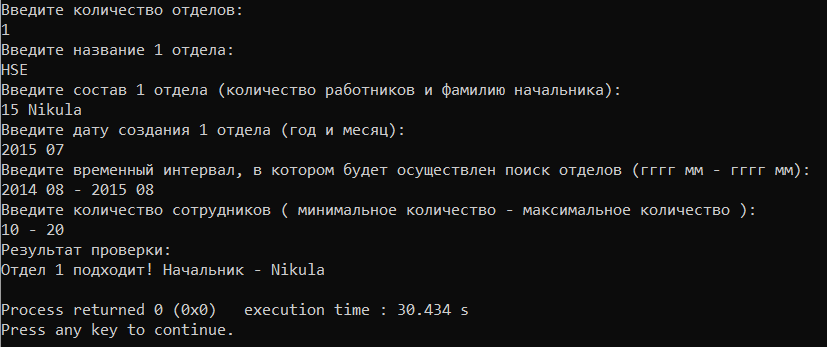 Введите количество отделов:
1
Введите название 1 отдела:
HSE
Введите состав 1 отдела (количество работников и фамилию начальника):
15 Nikula
Введите дату создания 1 отдела (год и месяц):
2015 07
Введите временный интервал, в котором будет осуществлен поиск отделов (гггг мм - гггг мм):
2014 08 - 2015 08
Введите количество сотрудников ( минимальное количество - максимальное количество ):
10 - 20
Результат проверки:
Отдел 1 подходит! Начальник - Nikula
Process returned 0 (0x0)   execution time : 30.434 s
Press any key to continue.